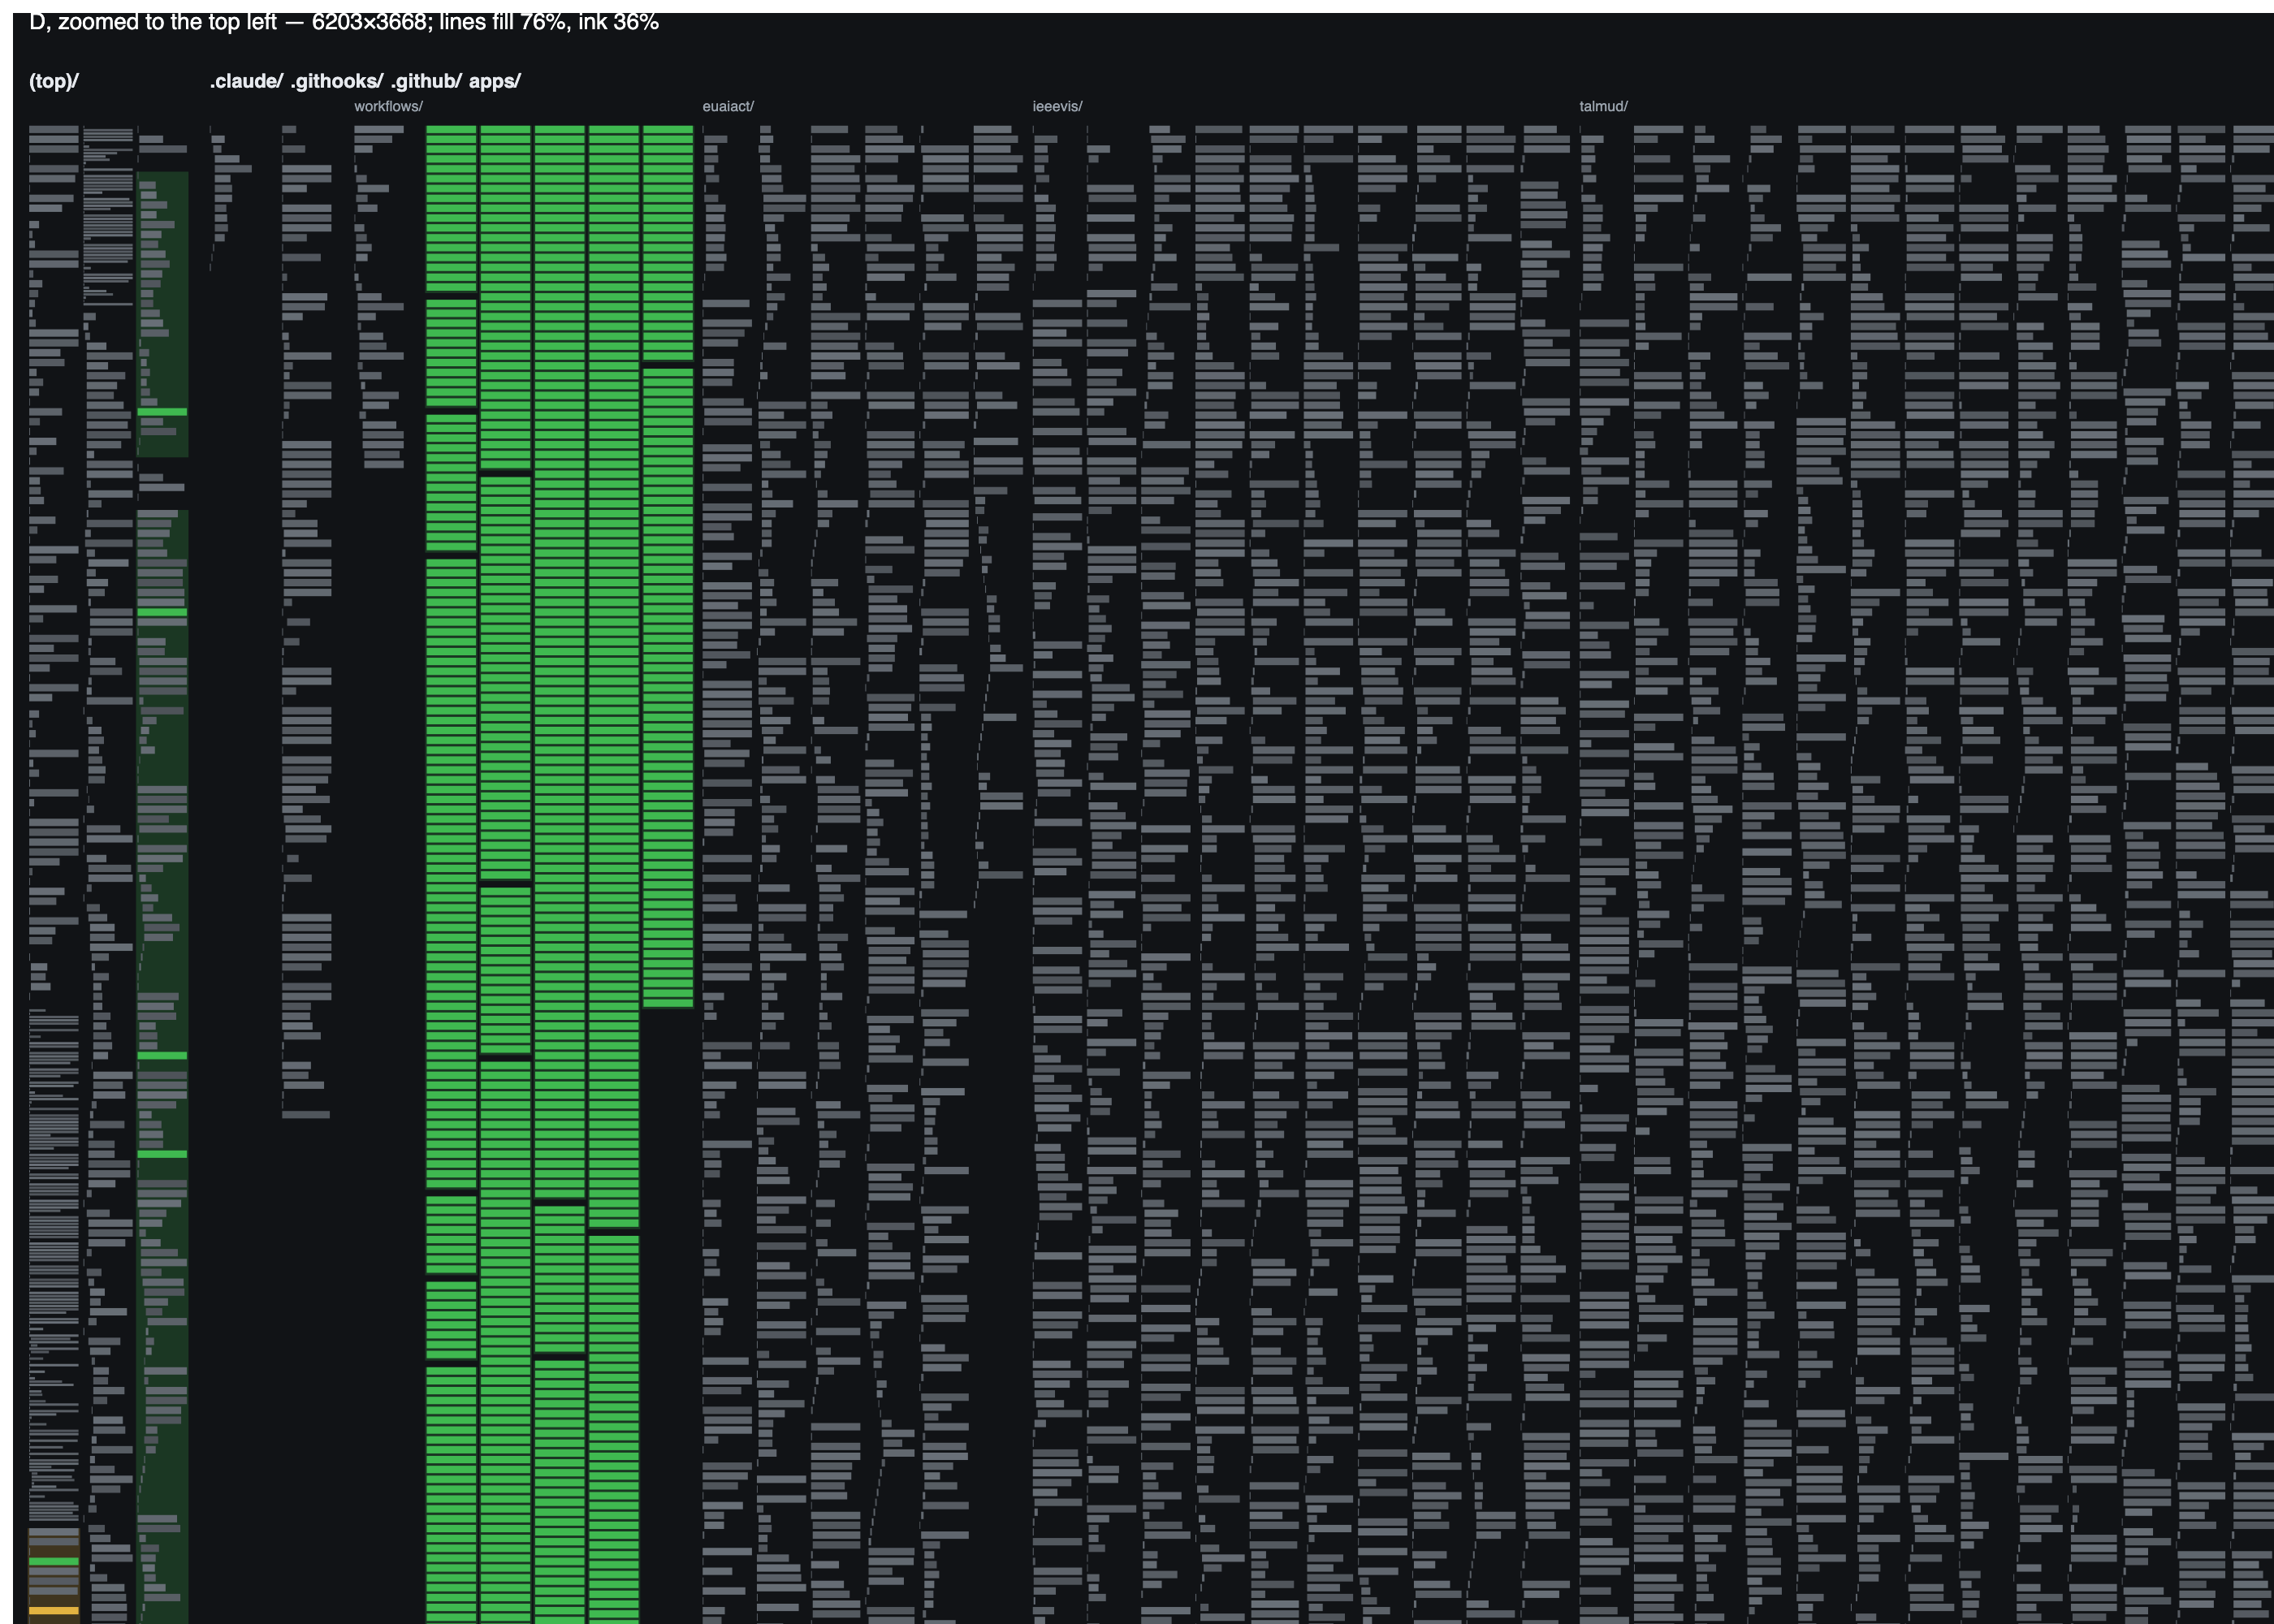 D, zoomed to the top left — 6203×3668; lines fill 76%, ink 36%
(top)/ .claude/ .githooks/ .github/ apps/
workflows/ euaiact/ ieeevis/ talmud/